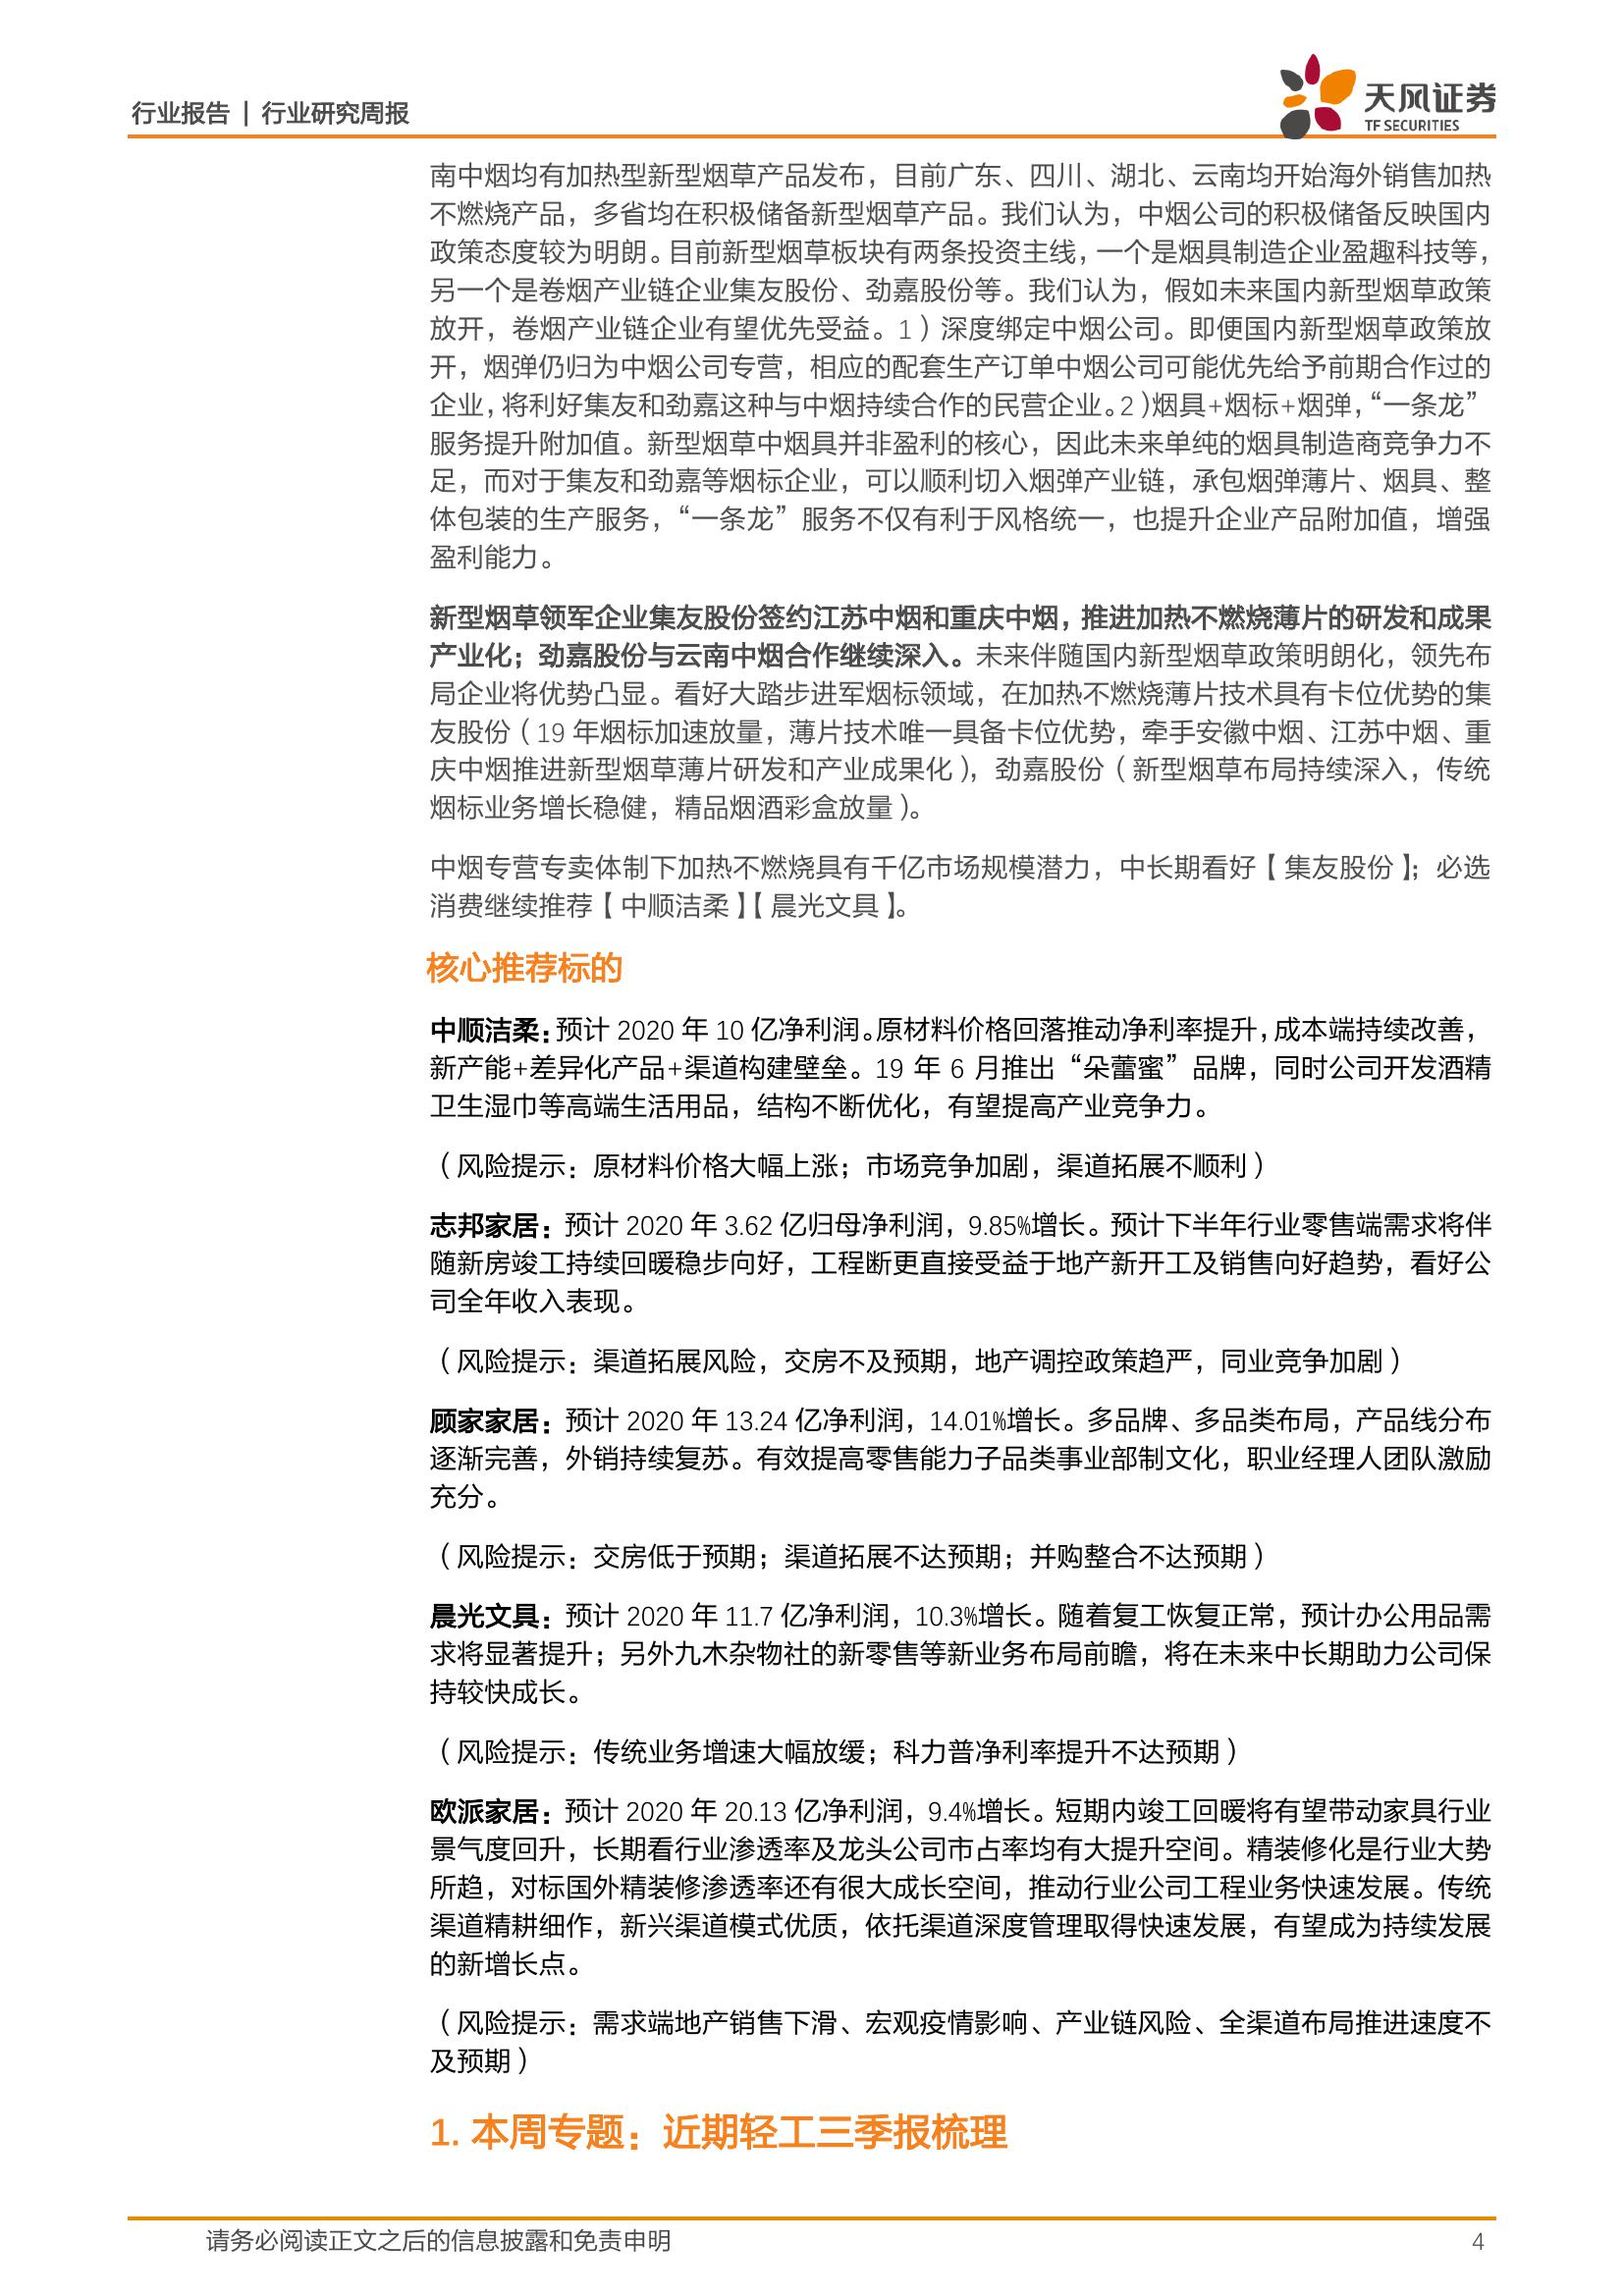 行业报告 | 行业研究周报
天风证券
TF SECURITIES
南中烟均有加热型新型烟草产品发布，目前广东、四川、湖北、云南均开始海外销售加热
不燃烧产品，多省均在积极储备新型烟草产品。我们认为，中烟公司的积极储备反映国内
政策态度较为明朗。目前新型烟草板块有两条投资主线，一个是烟具制造企业盈趣科技等，
另一个是卷烟产业链企业集友股份、劲嘉股份等。我们认为，假如未来国内新型烟草政策
放开，卷烟产业链企业有望优先受益。1）深度绑定中烟公司。即便国内新型烟草政策放
开，烟弹仍归为中烟公司专营，相应的配套生产订单中烟公司可能优先给予前期合作过的
企业，将利好集友和劲嘉这种与中烟持续合作的民营企业。2）烟具+烟标+烟弹，“一条龙”
服务提升附加值。新型烟草中烟具并非盈利的核心，因此未来单纯的烟具制造商竞争力不
足，而对于集友和劲嘉等烟标企业，可以顺利切入烟弹产业链，承包烟弹薄片、烟具、整
体包装的生产服务，“一条龙”服务不仅有利于风格统一，也提升企业产品附加值，增强
盈利能力。
新型烟草领军企业集友股份签约江苏中烟和重庆中烟，推进加热不燃烧薄片的研发和成果
产业化；劲嘉股份与云南中烟合作继续深入。未来伴随国内新型烟草政策明朗化，领先布
局企业将优势凸显。看好大踏步进军烟标领域，在加热不燃烧薄片技术具有卡位优势的集
友股份（19 年烟标加速放量，薄片技术唯一具备卡位优势，牵手安徽中烟、江苏中烟、重
庆中烟推进新型烟草薄片研发和产业成果化），劲嘉股份（新型烟草布局持续深入，传统
烟标业务增长稳健，精品烟酒彩盒放量）。
中烟专营专卖体制下加热不燃烧具有千亿市场规模潜力，中长期看好【集友股份】；必选
消费继续推荐【中顺洁柔】【晨光文具】。
核心推荐标的
中顺洁柔：预计 2020 年 10 亿净利润。原材料价格回落推动净利率提升，成本端持续改善，
新产能+差异化产品+渠道构建壁垒。19 年 6 月推出“朵蕾蜜”品牌，同时公司开发酒精
卫生湿巾等高端生活用品，结构不断优化，有望提高产业竞争力。
（风险提示：原材料价格大幅上涨；市场竞争加剧，渠道拓展不顺利）
志邦家居：预计 2020 年 3.62 亿归母净利润，9.85%增长。预计下半年行业零售端需求将伴
随新房竣工持续回暖稳步向好，工程断更直接受益于地产新开工及销售向好趋势，看好公
司全年收入表现。
（风险提示：渠道拓展风险，交房不及预期，地产调控政策趋严，同业竞争加剧）
顾家家居：预计 2020 年 13.24 亿净利润，14.01%增长。多品牌、多品类布局，产品线分布
逐渐完善，外销持续复苏。有效提高零售能力子品类事业部制文化，职业经理人团队激励
充分。
（风险提示：交房低于预期；渠道拓展不达预期；并购整合不达预期）
晨光文具：预计 2020 年 11.7 亿净利润，10.3%增长。随着复工恢复正常，预计办公用品需
求将显著提升；另外九木杂物社的新零售等新业务布局前瞻，将在未来中长期助力公司保
持较快成长。
（风险提示：传统业务增速大幅放缓；科力普净利率提升不达预期）
欧派家居：预计 2020 年 20.13 亿净利润，9.4%增长。短期内竣工回暖将有望带动家具行业
景气度回升，长期看行业渗透率及龙头公司市占率均有大提升空间。精装修化是行业大势
所趋，对标国外精装修渗透率还有很大成长空间，推动行业公司工程业务快速发展。传统
渠道精耕细作，新兴渠道模式优质，依托渠道深度管理取得快速发展，有望成为持续发展
的新增长点。
（风险提示：需求端地产销售下滑、宏观疫情影响、产业链风险、全渠道布局推进速度不
及预期）
1. 本周专题：近期轻工三季报梳理
请务必阅读正文之后的信息披露和免责申明
4